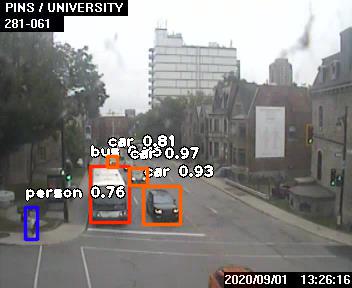 PINS / UNIVERSITY
281-061
car 0.81
car 0.97
car 0.93
person 0.76
2020/09/01 13:26:16